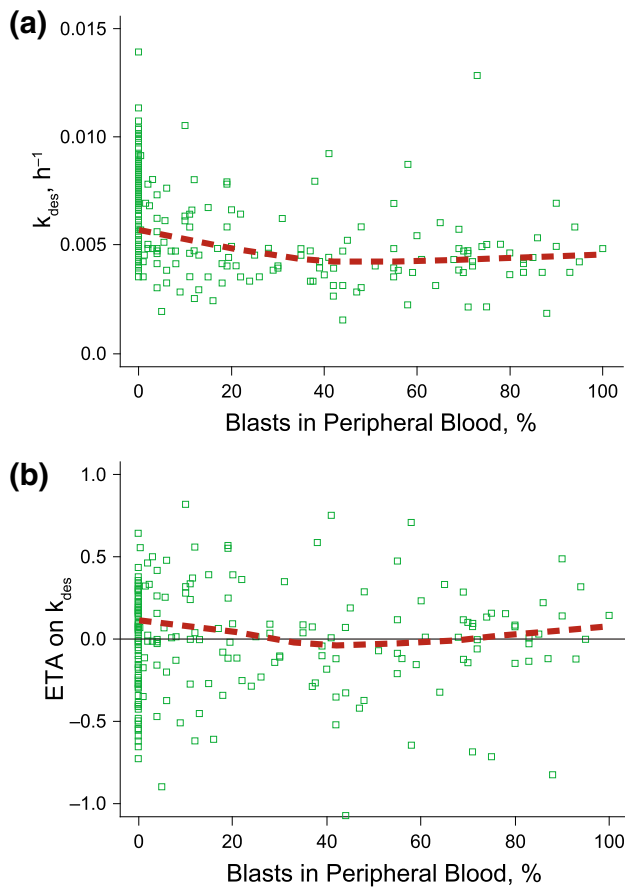 (a)
0.015
0.010
0.005
0.0
k_des, h⁻¹
0 20 40 60 80 100
Blasts in Peripheral Blood, %
(b)
1.0
0.5
0.0
–0.5
–1.0
ETA on k_des
0 20 40 60 80 100
Blasts in Peripheral Blood, %